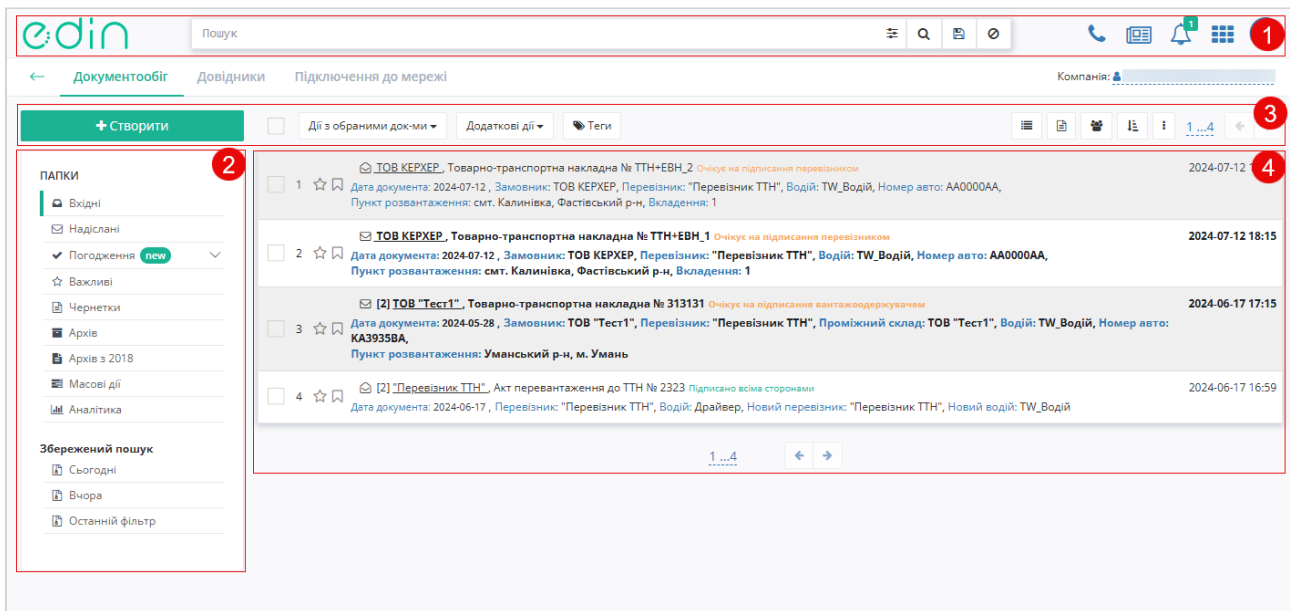 edin
Пошук
1
1
← Документообіг Довідники Підключення до мережі
Компанія:
+ Створити
Дії з обраними док-ми Додаткові дії Теги
1 ...4
3
2
ПАПКИ
Вхідні
Надіслані
Погодження new
Важливі
Чернетки
Архів
Архів з 2018
Масові дії
Аналітика
Збережений пошук
Сьогодні
Вчора
Останній фільтр
4
ТОВ КЕРХЕР , Товарно-транспортна накладна № ТТН+ЕВН_2 Очікує на підписання перевізником 2024-07-12
1 Дата документа: 2024-07-12 , Замовник: ТОВ КЕРХЕР, Перевізник: "Перевізник ТТН", Водій: TW_Водій, Номер авто: АА0000АА,
Пункт розвантаження: смт. Калинівка, Фастівський р-н, Вкладення: 1
ТОВ КЕРХЕР , Товарно-транспортна накладна № ТТН+ЕВН_1 Очікує на підписання перевізником 2024-07-12 18:15
2 Дата документа: 2024-07-12 , Замовник: ТОВ КЕРХЕР, Перевізник: "Перевізник ТТН", Водій: TW_Водій, Номер авто: АА0000АА,
Пункт розвантаження: смт. Калинівка, Фастівський р-н, Вкладення: 1
[2] ТОВ "Тест1" , Товарно-транспортна накладна № 313131 Очікує на підписання вантажоодержувачем 2024-06-17 17:15
3 Дата документа: 2024-05-28 , Замовник: ТОВ "Тест1", Перевізник: "Перевізник ТТН", Проміжний склад: ТОВ "Тест1", Водій: TW_Водій, Номер авто:
КА3935ВА,
Пункт розвантаження: Уманський р-н, м. Умань
[2] "Перевізник ТТН" , Акт перевантаження до ТТН № 2323 Підписано всіма сторонами 2024-06-17 16:59
4 Дата документа: 2024-06-17 , Перевізник: "Перевізник ТТН", Водій: Драйвер, Новий перевізник: "Перевізник ТТН", Новий водій: TW_Водій
1 ...4